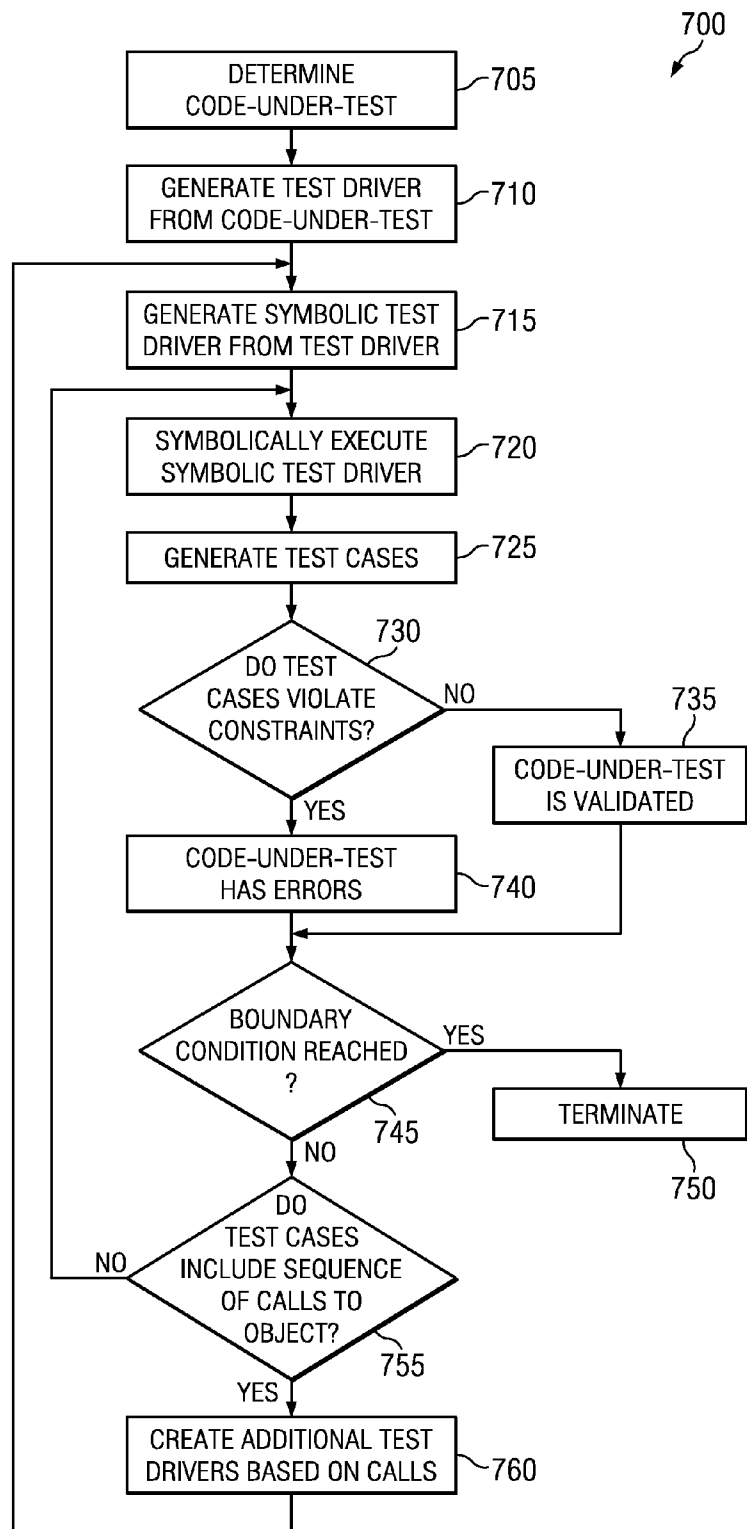 700
DETERMINE
CODE-UNDER-TEST
705
GENERATE TEST DRIVER
FROM CODE-UNDER-TEST
710
GENERATE SYMBOLIC TEST
DRIVER FROM TEST DRIVER
715
SYMBOLICALLY EXECUTE
SYMBOLIC TEST DRIVER
720
GENERATE TEST CASES
725
DO TEST
CASES VIOLATE
CONSTRAINTS?
730
NO
YES
CODE-UNDER-TEST
IS VALIDATED
735
CODE-UNDER-TEST
HAS ERRORS
740
BOUNDARY
CONDITION REACHED
?
745
YES
NO
TERMINATE
750
DO
TEST CASES
INCLUDE SEQUENCE
OF CALLS TO
OBJECT?
755
NO
YES
CREATE ADDITIONAL TEST
DRIVERS BASED ON CALLS
760